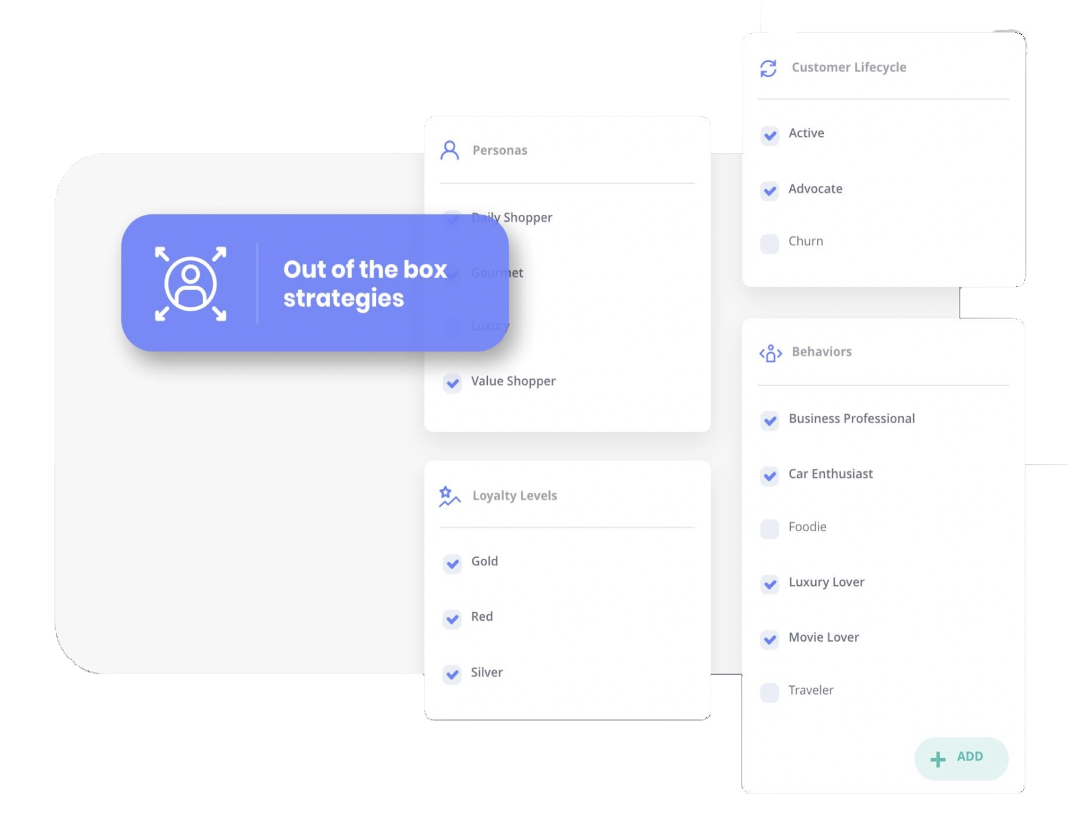 Customer Lifecycle
Active
Advocate
Churn
Personas
Daily Shopper
Gourmet
Luxury
Value Shopper
Out of the box
strategies
Loyalty Levels
Gold
Red
Silver
Behaviors
Business Professional
Car Enthusiast
Foodie
Luxury Lover
Movie Lover
Traveler
ADD